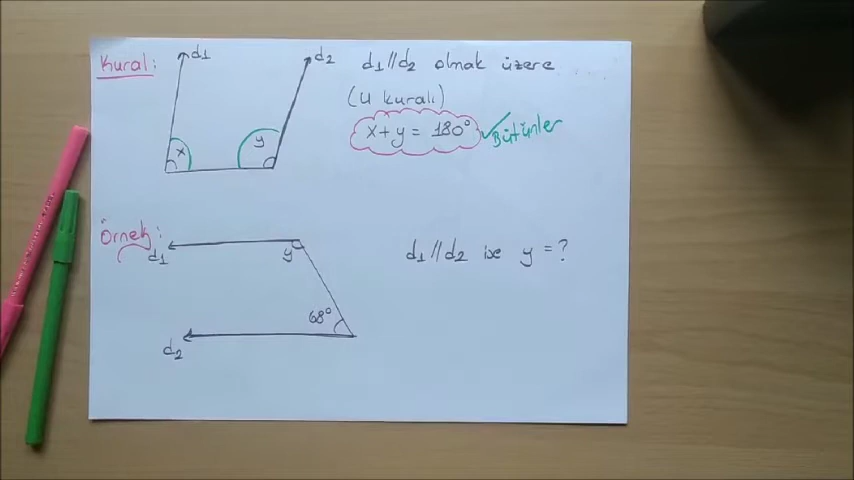 Kural:
d1
d2
d1//d2 olmak üzere
(U kuralı)
x
y
x+y = 180°
Bütünler
Örnek:
d1
y
68°
d2
d1//d2 ise y = ?